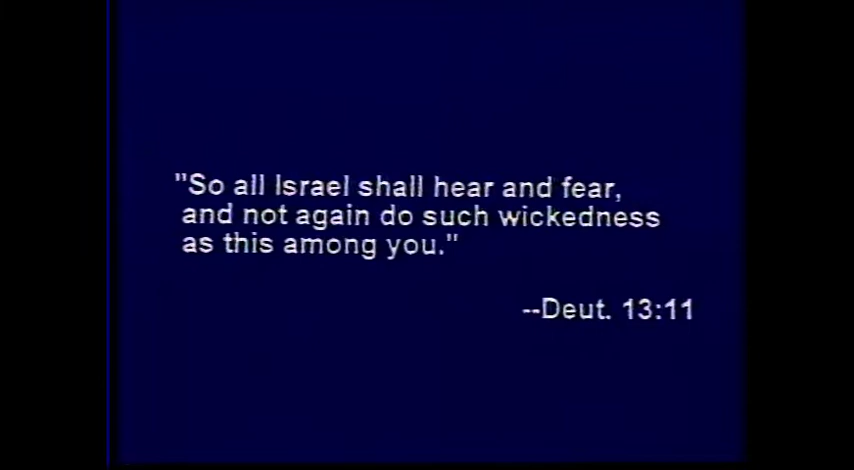 "So all Israel shall hear and fear,
and not again do such wickedness
as this among you."
--Deut. 13:11